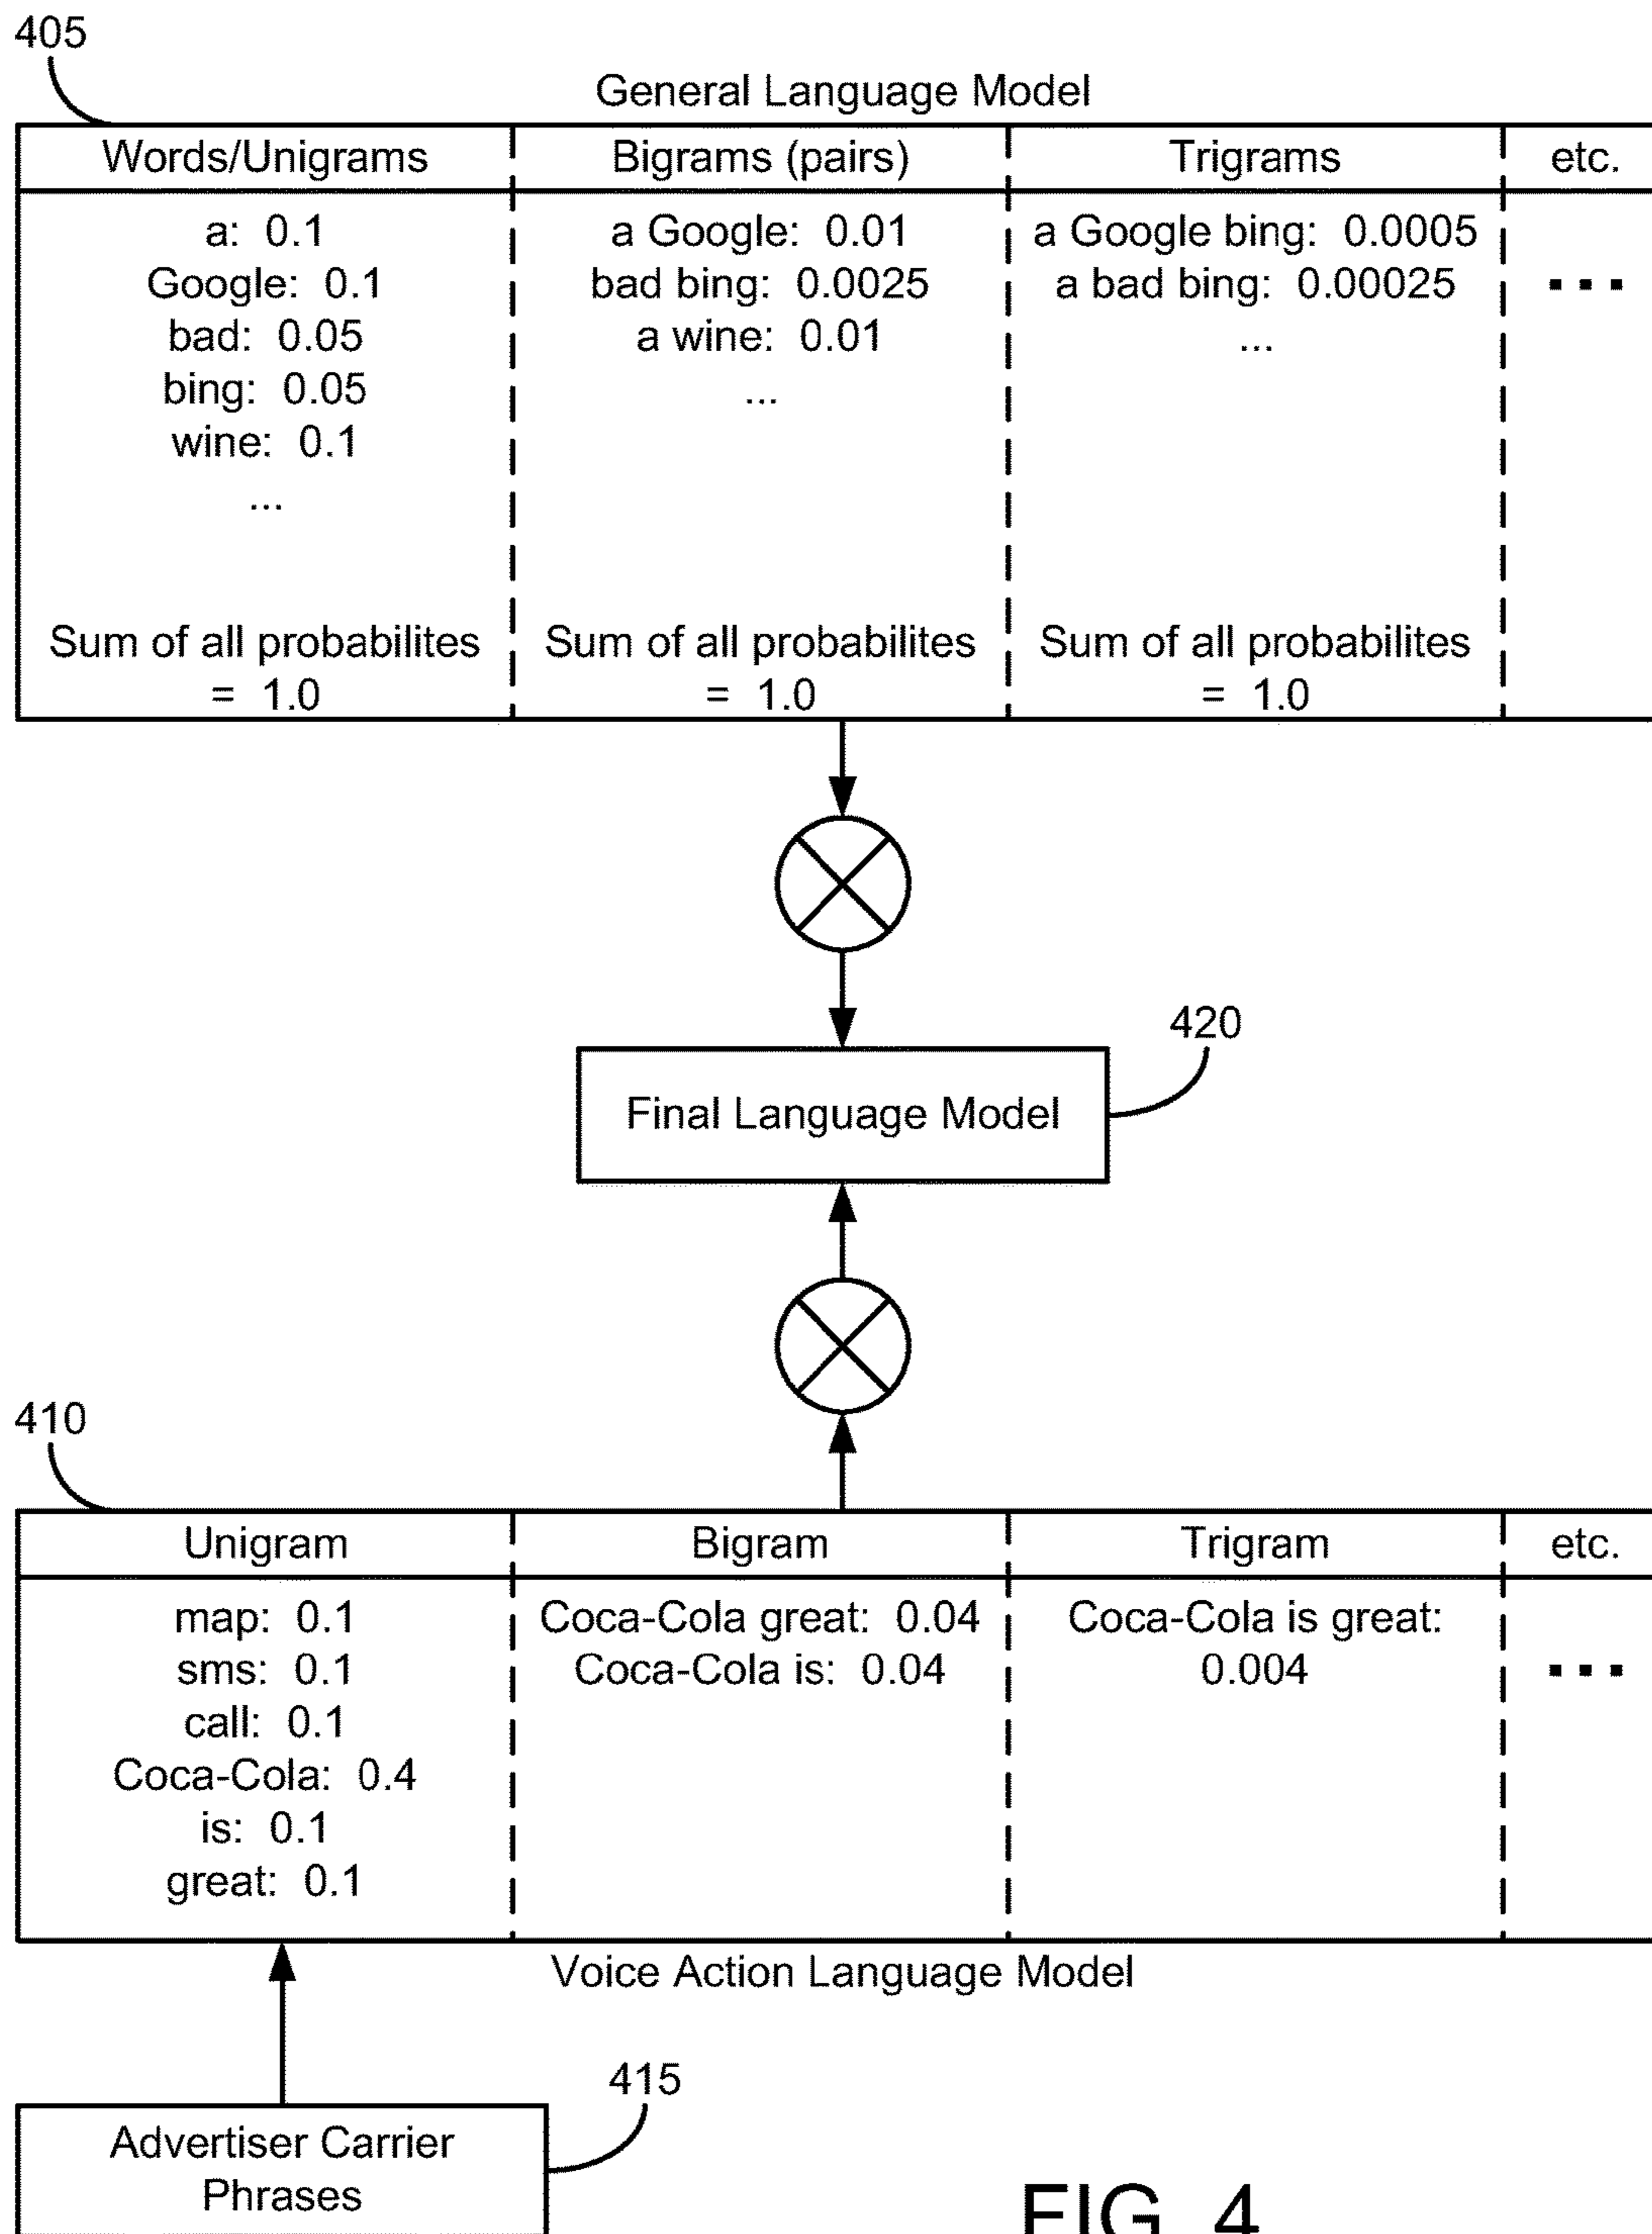 405
General Language Model
Words/Unigrams
a: 0.1
Google: 0.1
bad: 0.05
bing: 0.05
wine: 0.1
...
Sum of all probabilites
= 1.0
Bigrams (pairs)
a Google: 0.01
bad bing: 0.0025
a wine: 0.01
...
Sum of all probabilites
= 1.0
Trigrams
a Google bing: 0.0005
a bad bing: 0.00025
...
Sum of all probabilites
= 1.0
etc.
...
420
Final Language Model
410
Unigram
map: 0.1
sms: 0.1
call: 0.1
Coca-Cola: 0.4
is: 0.1
great: 0.1
Bigram
Coca-Cola great: 0.04
Coca-Cola is: 0.04
Trigram
Coca-Cola is great:
0.004
etc.
...
Voice Action Language Model
415
Advertiser Carrier
Phrases
FIG. 4